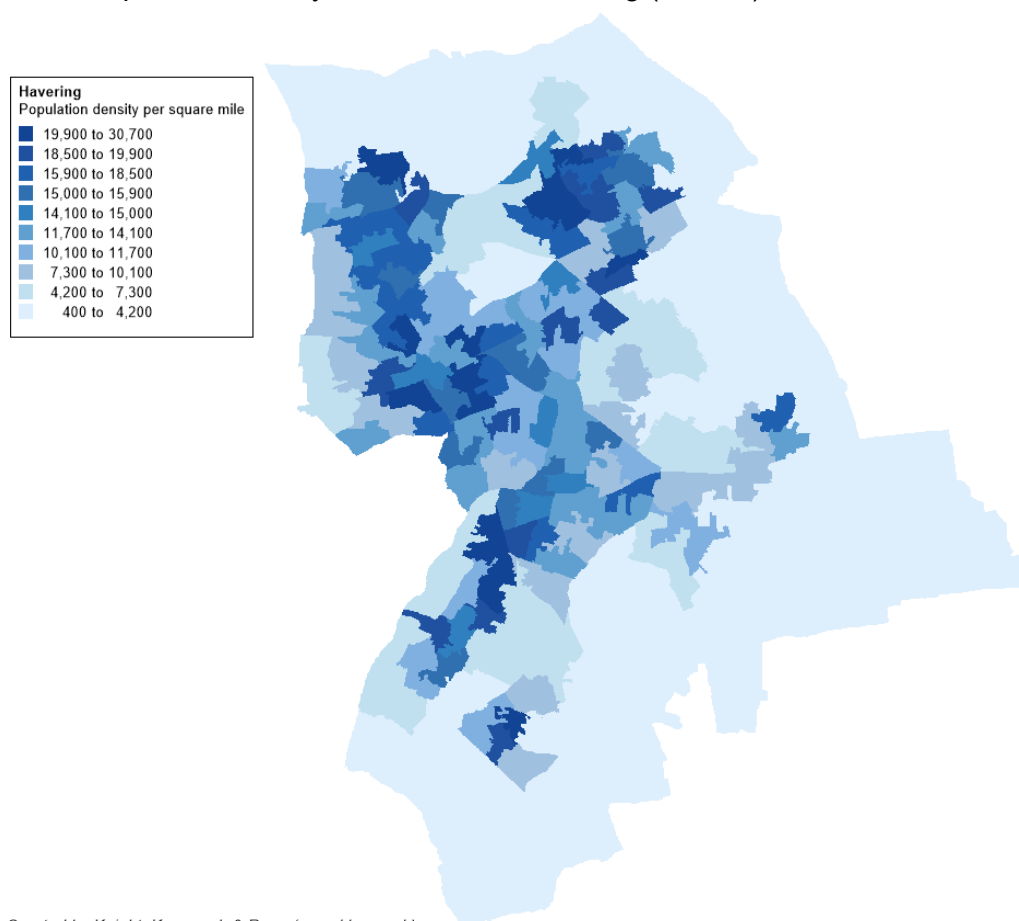 Havering
Population density per square mile
19,900 to 30,700
18,500 to 19,900
15,900 to 18,500
15,000 to 15,900
14,100 to 15,000
11,700 to 14,100
10,100 to 11,700
7,300 to 10,100
4,200 to 7,300
400 to 4,200